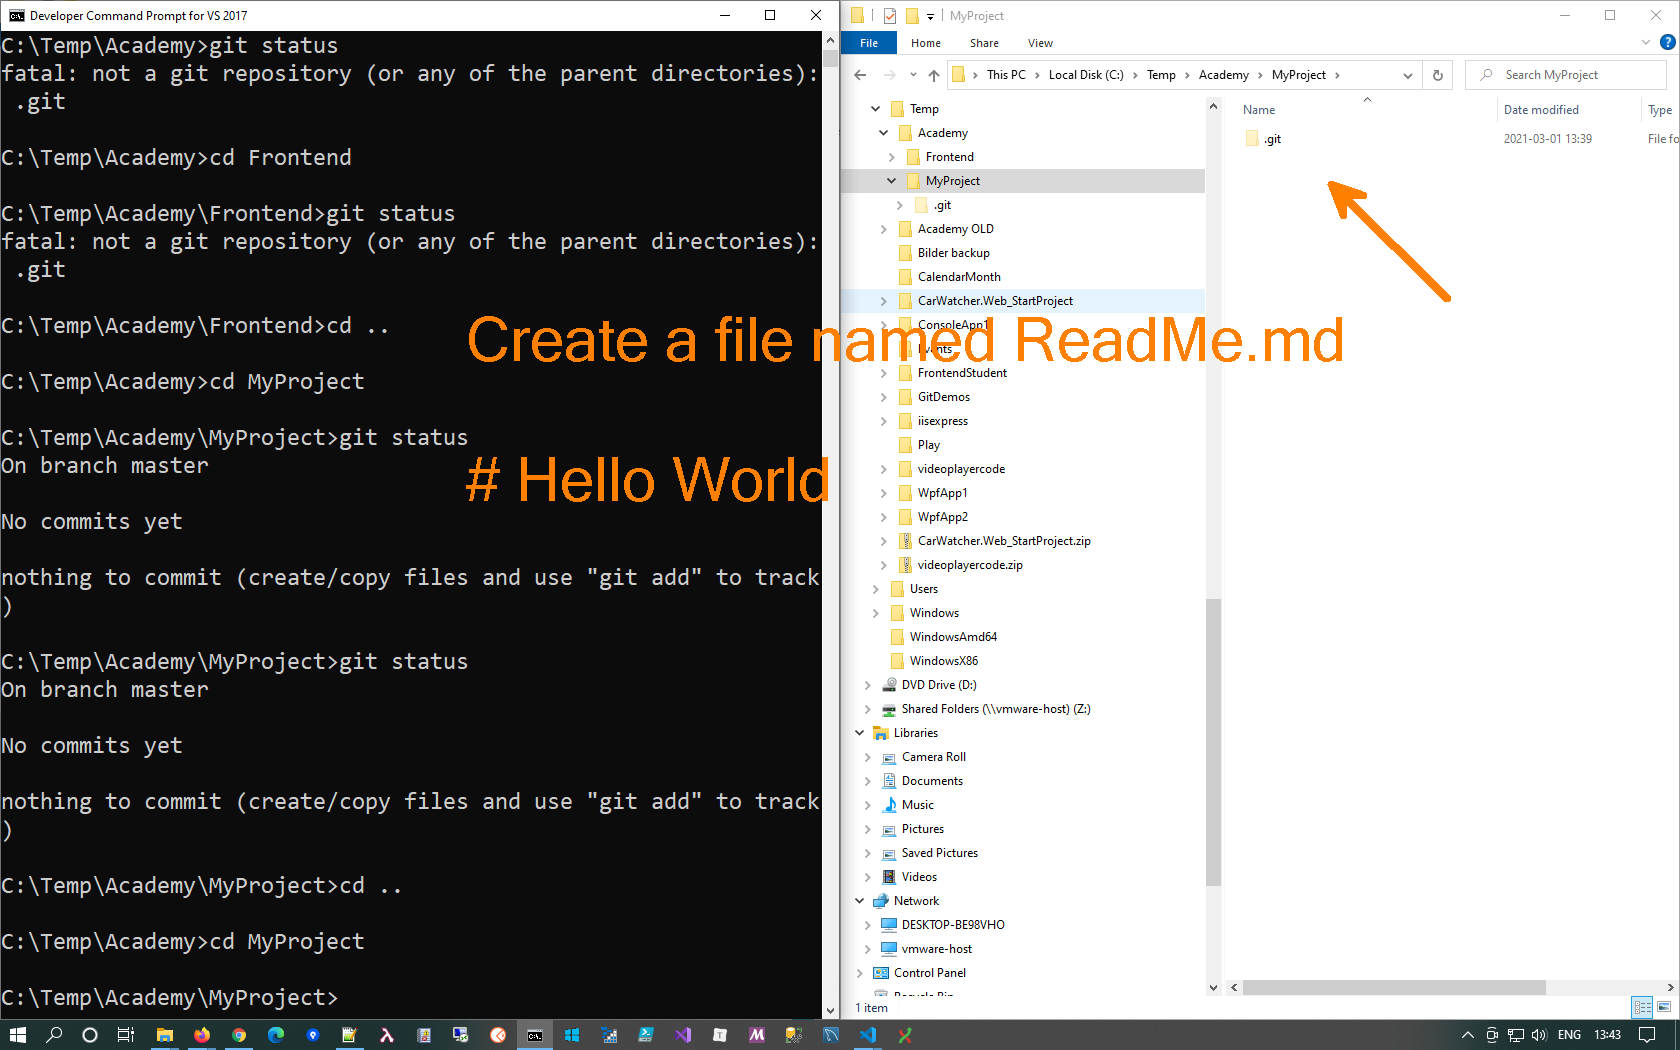 Developer Command Prompt for VS 2017
C:\Temp\Academy>git status
fatal: not a git repository (or any of the parent directories):
 .git
C:\Temp\Academy>cd Frontend
C:\Temp\Academy\Frontend>git status
fatal: not a git repository (or any of the parent directories):
 .git
C:\Temp\Academy\Frontend>cd ..
C:\Temp\Academy>cd MyProject
C:\Temp\Academy\MyProject>git status
On branch master
No commits yet
nothing to commit (create/copy files and use "git add" to track
)
C:\Temp\Academy\MyProject>git status
On branch master
No commits yet
nothing to commit (create/copy files and use "git add" to track
)
C:\Temp\Academy\MyProject>cd ..
C:\Temp\Academy>cd MyProject
C:\Temp\Academy\MyProject>
Create a file named ReadMe.md
# Hello World
MyProject
File Home Share View
This PC > Local Disk (C:) > Temp > Academy > MyProject >
Search MyProject
Temp
Academy
Frontend
MyProject
.git
Academy OLD
Bilder backup
CalendarMonth
CarWatcher.Web_StartProject
ConsoleApp1
Events
FrontendStudent
GitDemos
iisexpress
Play
videoplayercode
WpfApp1
WpfApp2
CarWatcher.Web_StartProject.zip
videoplayercode.zip
Users
Windows
WindowsAmd64
WindowsX86
DVD Drive (D:)
Shared Folders (\\vmware-host) (Z:)
Libraries
Camera Roll
Documents
Music
Pictures
Saved Pictures
Videos
Network
DESKTOP-BE98VHO
vmware-host
Control Panel
Recycle Bin
Name Date modified Type
.git 2021-03-01 13:39 File fo
1 item
ENG 13:43